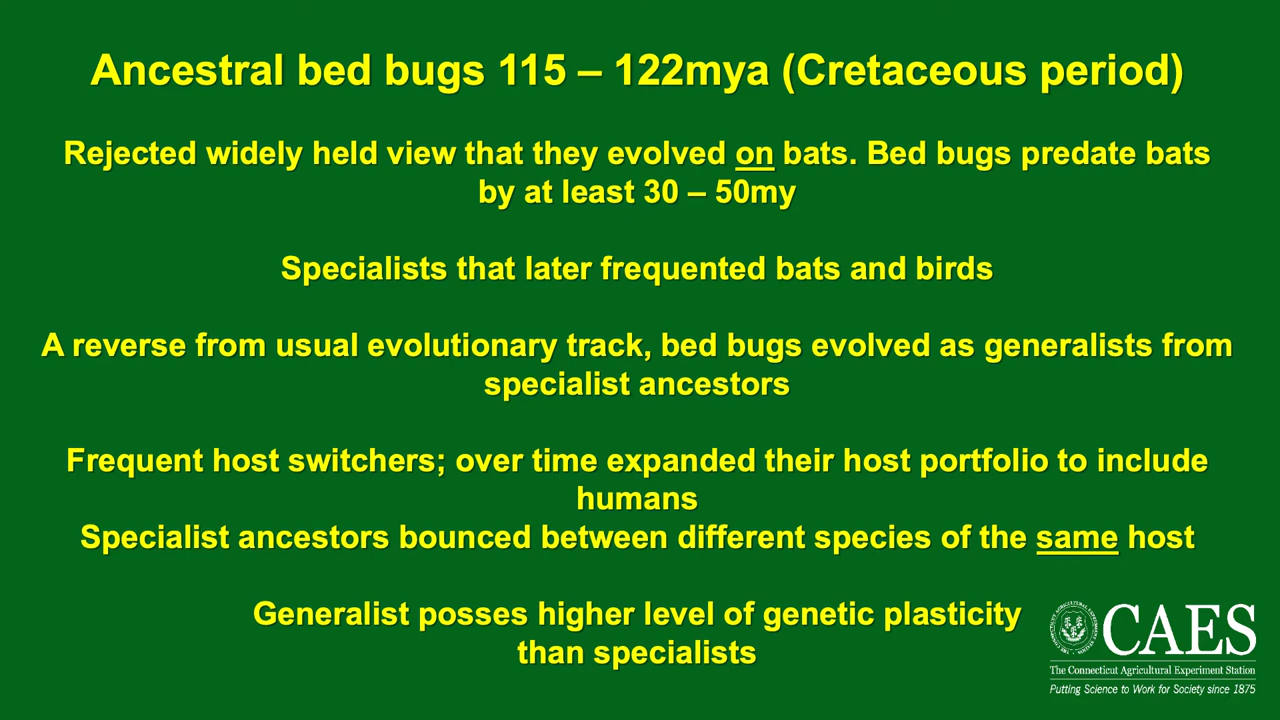 Ancestral bed bugs 115 – 122mya (Cretaceous period)
Rejected widely held view that they evolved on bats. Bed bugs predate bats
by at least 30 – 50my
Specialists that later frequented bats and birds
A reverse from usual evolutionary track, bed bugs evolved as generalists from
specialist ancestors
Frequent host switchers; over time expanded their host portfolio to include
humans
Specialist ancestors bounced between different species of the same host
Generalist posses higher level of genetic plasticity
than specialists
CAES
The Connecticut Agricultural Experiment Station
Putting Science to Work for Society since 1875